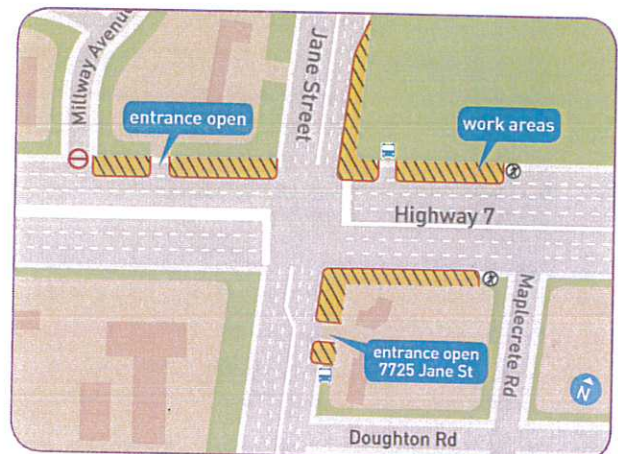 Millway Avenue
Jane Street
entrance open
work areas
Highway 7
Maplecrete Rd
entrance open
7725 Jane St
N
Doughton Rd